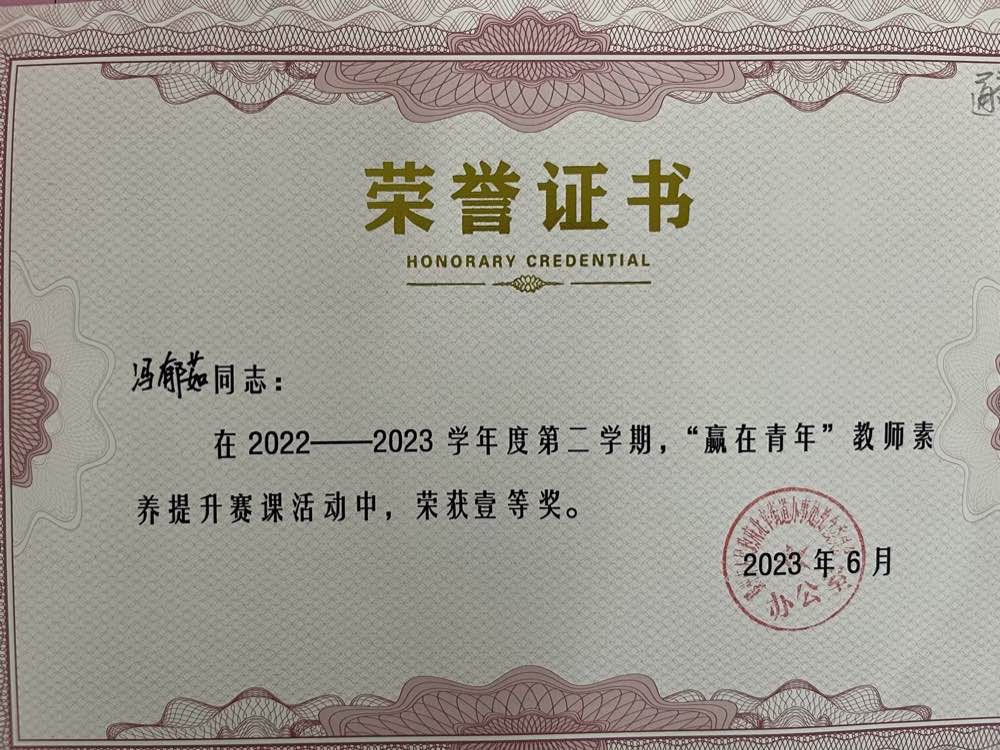 荣誉证书
HONORARY CREDENTIAL
冯郁茹同志：
在 2022——2023 学年度第二学期，“赢在青年”教师素
养提升赛课活动中，荣获壹等奖。
2023 年 6 月
办公室